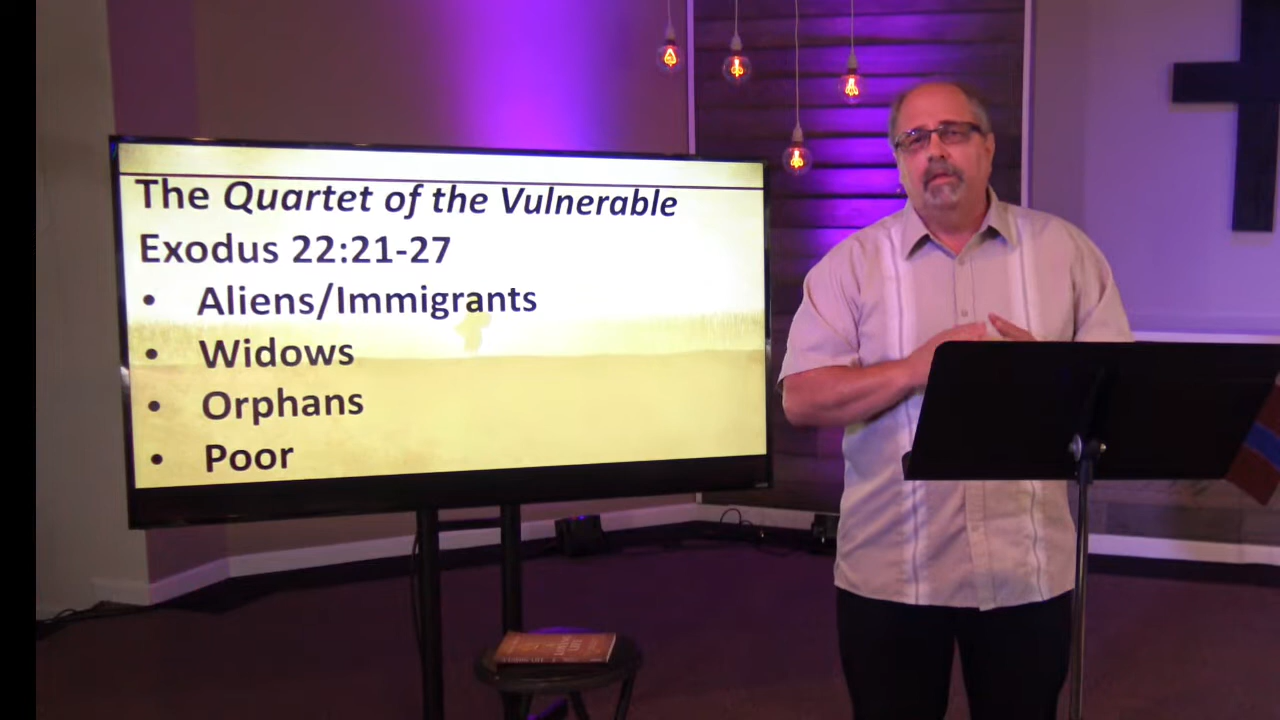 The Quartet of the Vulnerable
Exodus 22:21-27
• Aliens/Immigrants
• Widows
• Orphans
• Poor